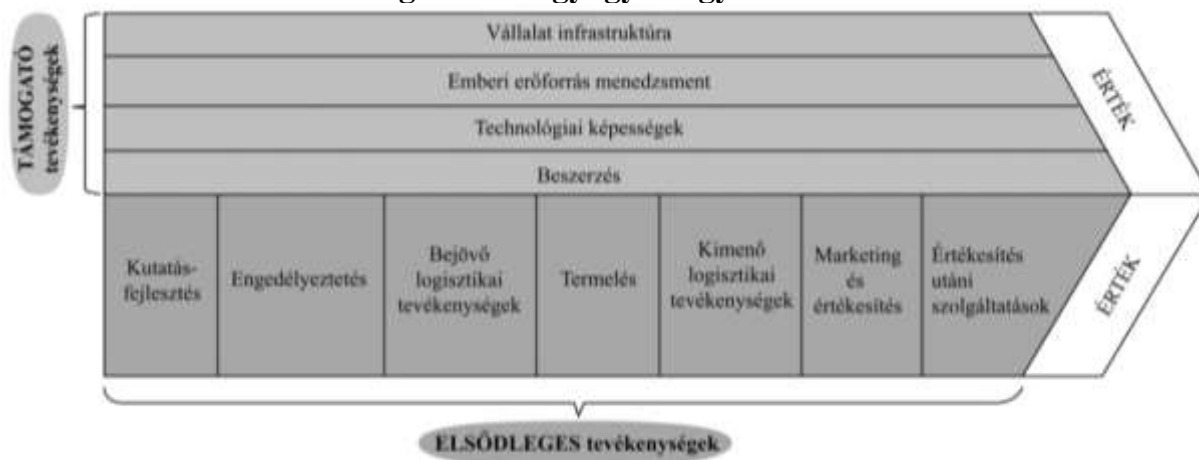 Vállalat infrastruktúra
Emberi erőforrás menedzsment
Technológiai képességek
Beszerzés
TÁMOGATÓ
tevékenységek
ÉRTÉK
Kutatás-
fejlesztés
Engedélyeztetés
Bejövő
logisztikai
tevékenységek
Termelés
Kimenő
logisztikai
tevékenységek
Marketing
és
értékesítés
Értékesítés
utáni
szolgáltatások
ÉRTÉK
ELSŐDLEGES tevékenységek